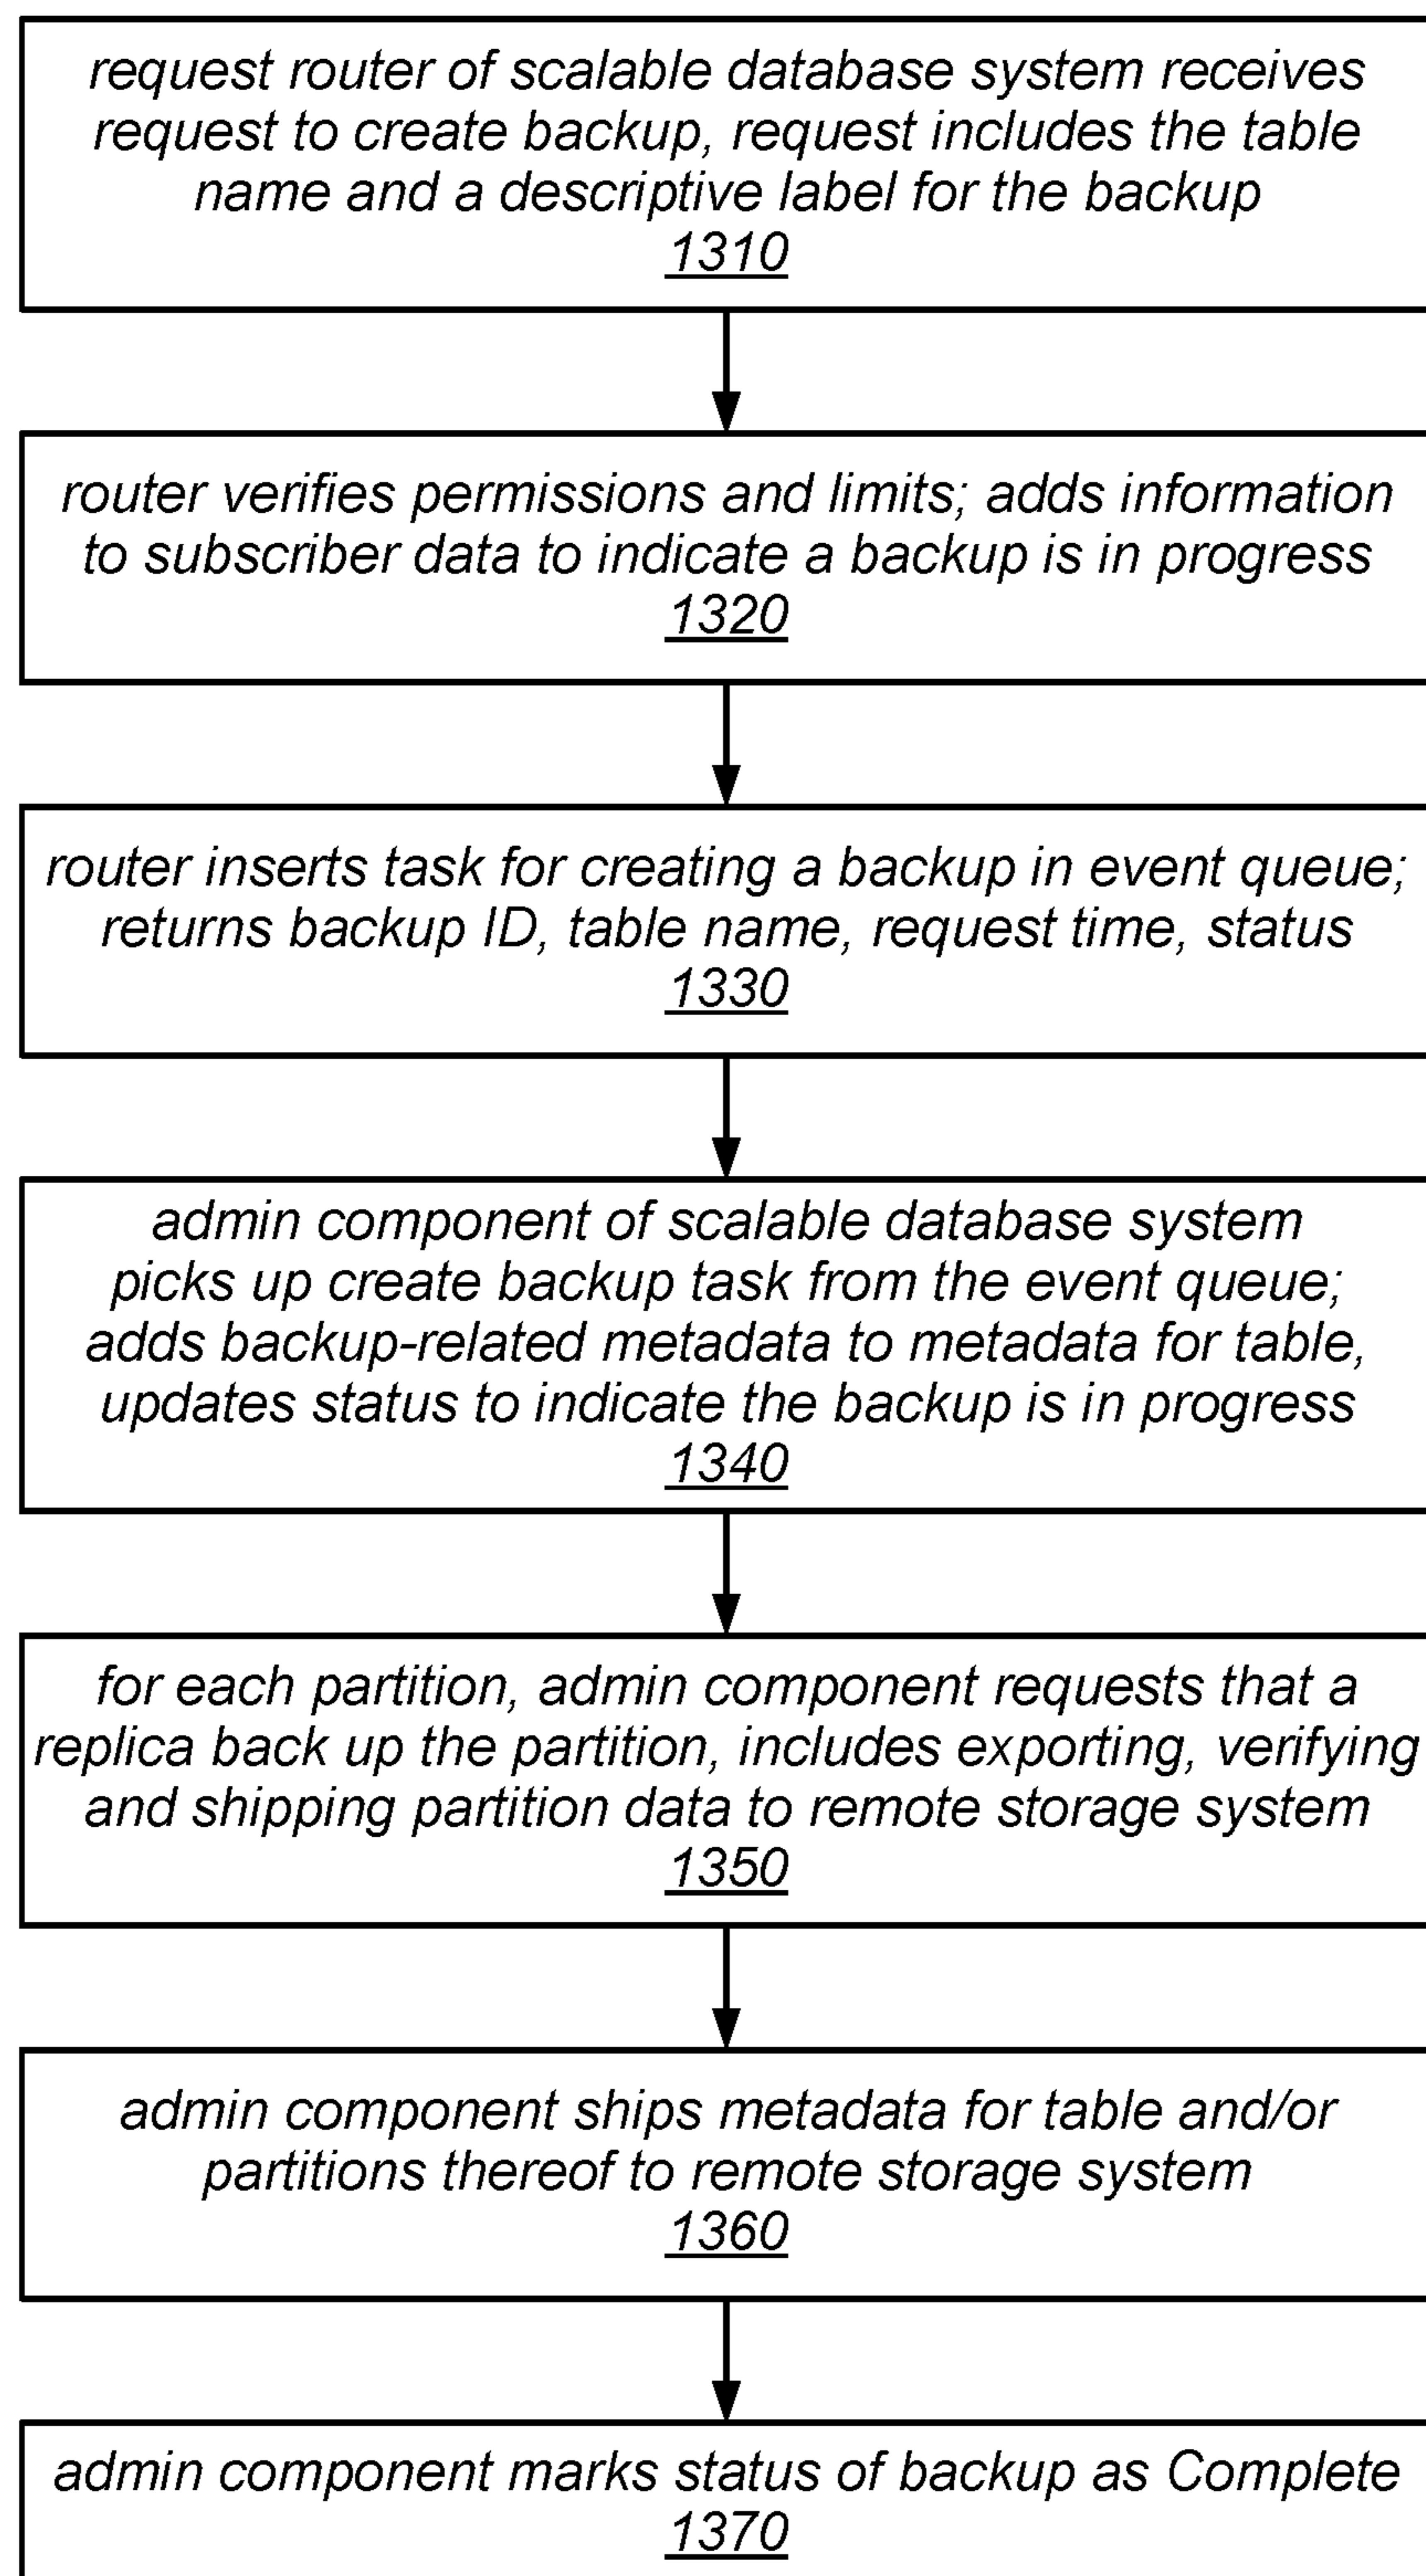 request router of scalable database system receives
request to create backup, request includes the table
name and a descriptive label for the backup
1310
router verifies permissions and limits; adds information
to subscriber data to indicate a backup is in progress
1320
router inserts task for creating a backup in event queue;
returns backup ID, table name, request time, status
1330
admin component of scalable database system
picks up create backup task from the event queue;
adds backup-related metadata to metadata for table,
updates status to indicate the backup is in progress
1340
for each partition, admin component requests that a
replica back up the partition, includes exporting, verifying
and shipping partition data to remote storage system
1350
admin component ships metadata for table and/or
partitions thereof to remote storage system
1360
admin component marks status of backup as Complete
1370